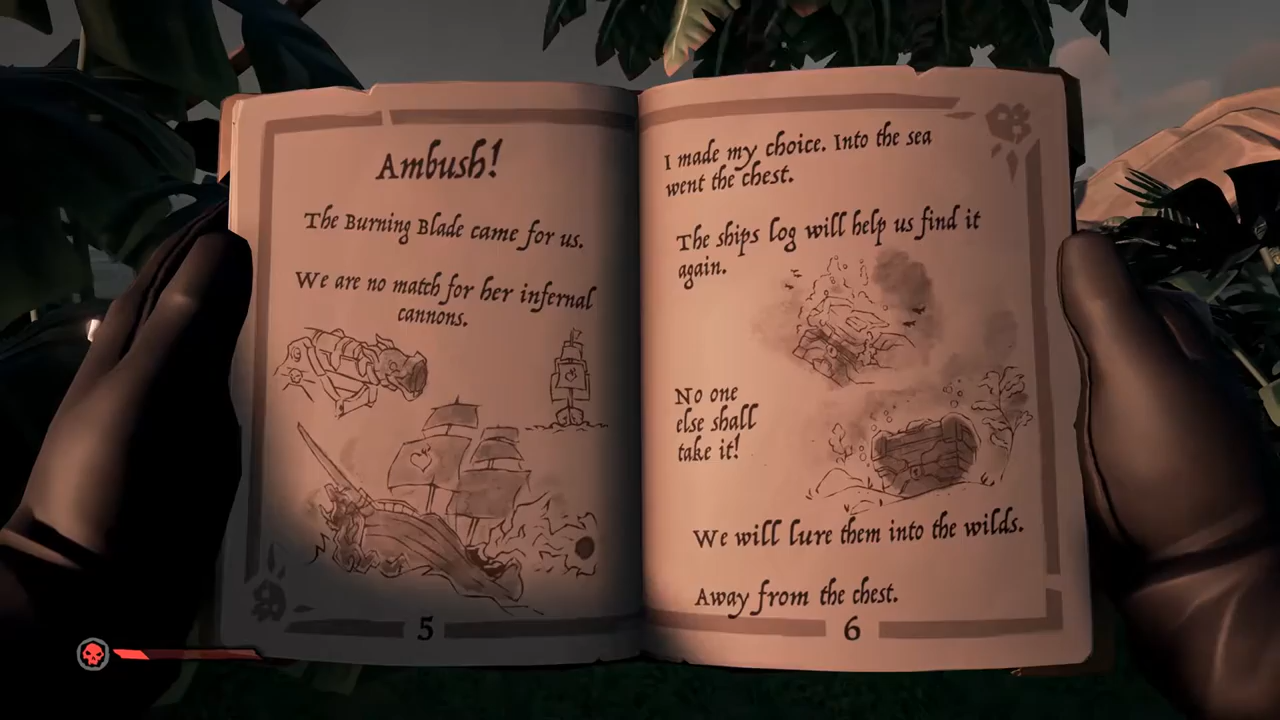 Ambush!
The Burning Blade came for us.
We are no match for her infernal
cannons.
5
I made my choice. Into the sea
went the chest.
The ships log will help us find it
again.
No one
else shall
take it!
We will lure them into the wilds.
Away from the chest.
6